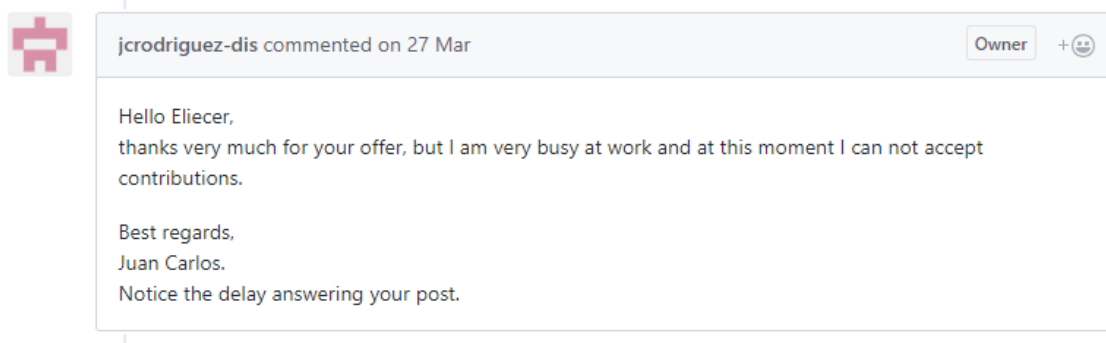 jcrodriguez-dis commented on 27 Mar
Owner
+
Hello Eliecer,
thanks very much for your offer, but I am very busy at work and at this moment I can not accept
contributions.
Best regards,
Juan Carlos.
Notice the delay answering your post.